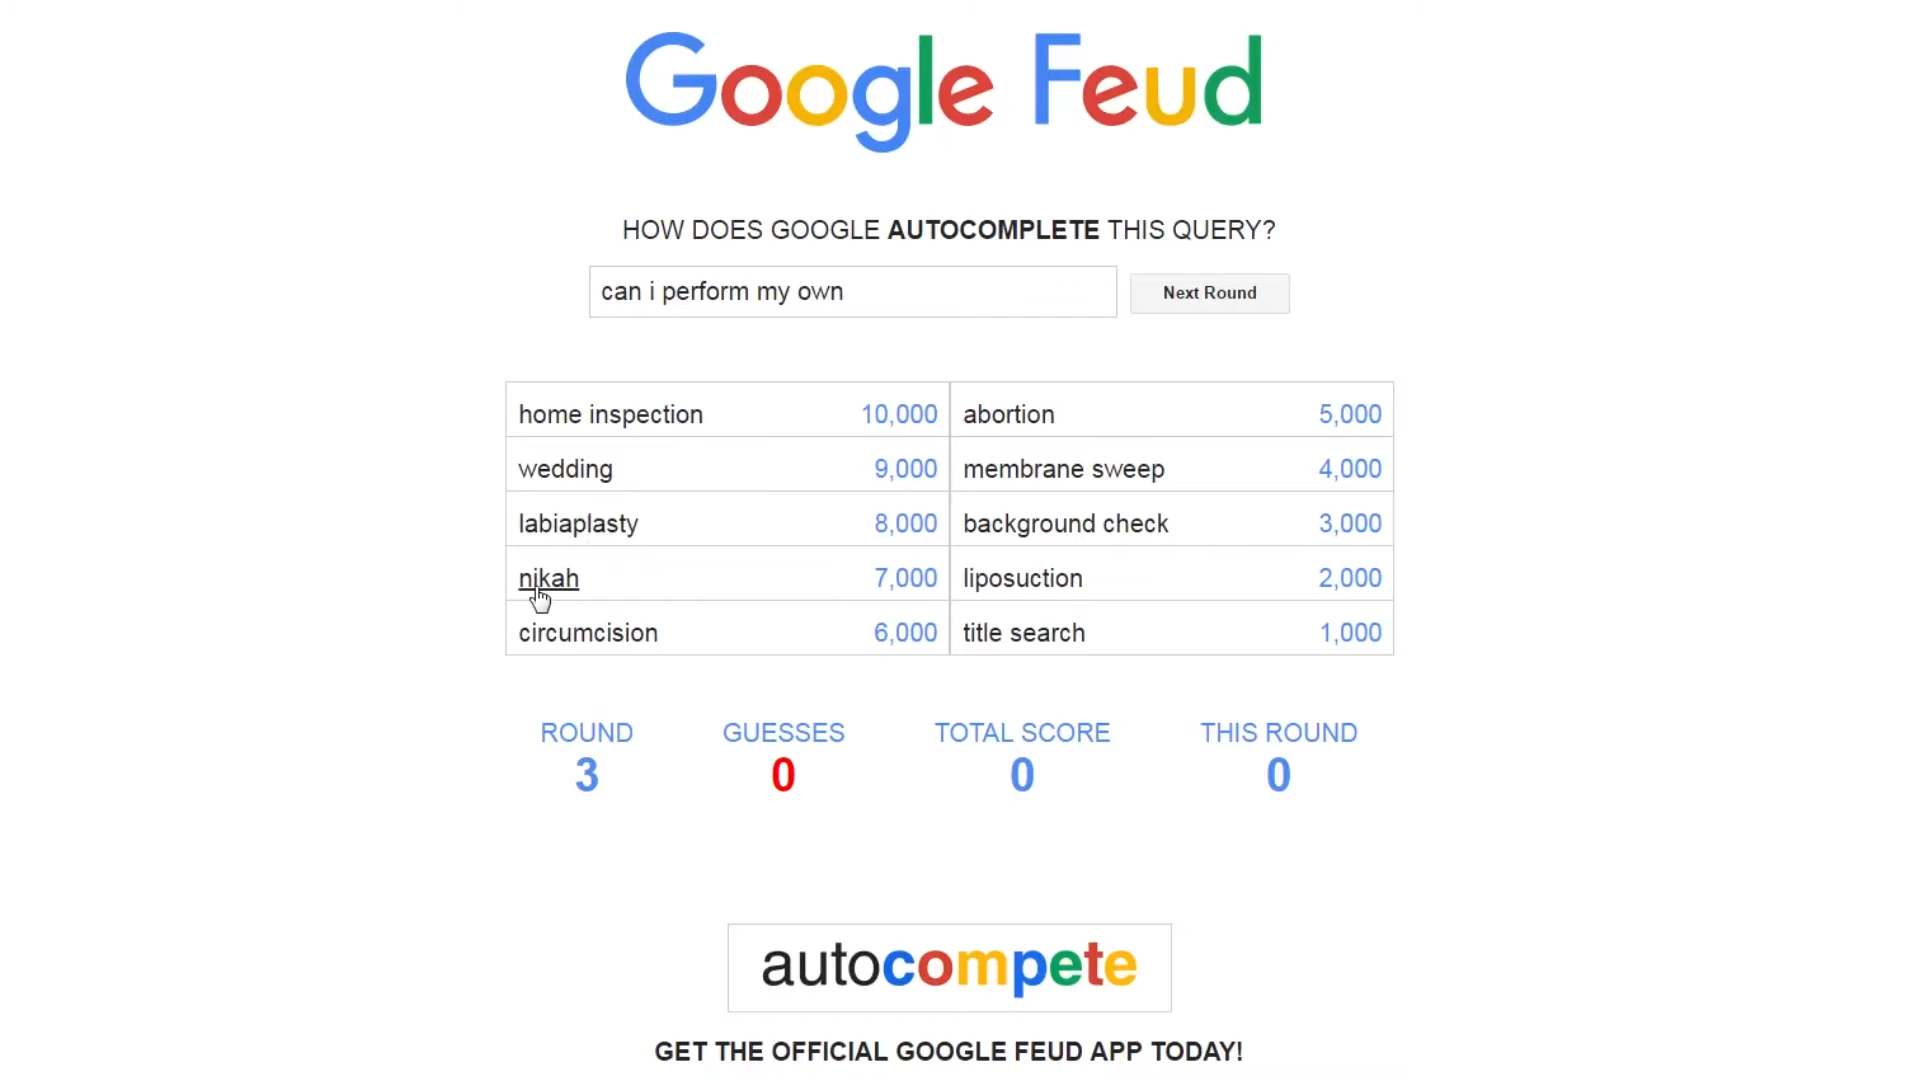 Google Feud
HOW DOES GOOGLE AUTOCOMPLETE THIS QUERY?
can i perform my own
Next Round
home inspection 10,000
abortion 5,000
wedding 9,000
membrane sweep 4,000
labiaplasty 8,000
background check 3,000
nikah 7,000
liposuction 2,000
circumcision 6,000
title search 1,000
ROUND GUESSES TOTAL SCORE THIS ROUND
3 0 0 0
autocompete
GET THE OFFICIAL GOOGLE FEUD APP TODAY!